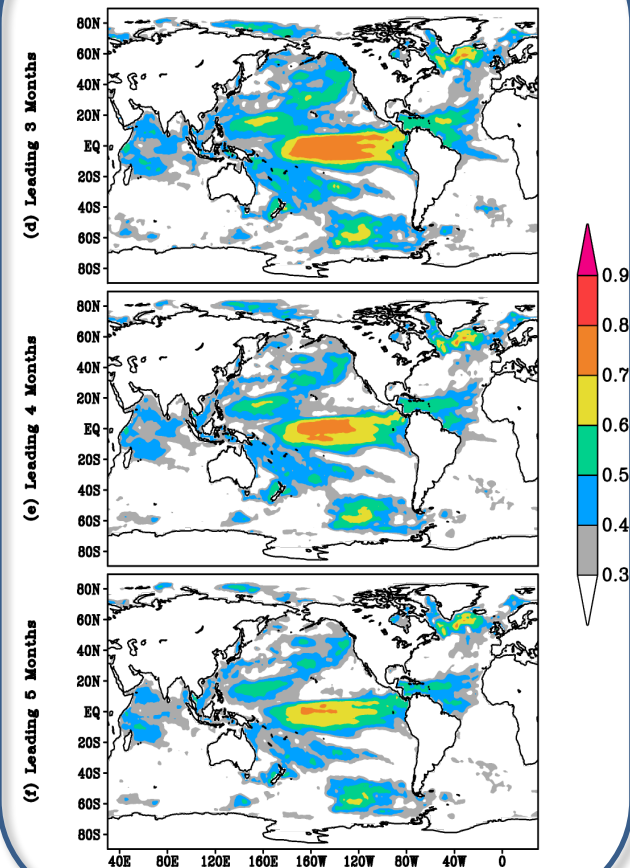 (d) Leading 3 Months
80N
60N
40N
20N
EQ
20S
40S
60S
80S
(e) Leading 4 Months
80N
60N
40N
20N
EQ
20S
40S
60S
80S
(f) Leading 5 Months
80N
60N
40N
20N
EQ
20S
40S
60S
80S
40E 80E 120E 160E 160W 120W 80W 40W 0
0.9
0.8
0.7
0.6
0.5
0.4
0.3